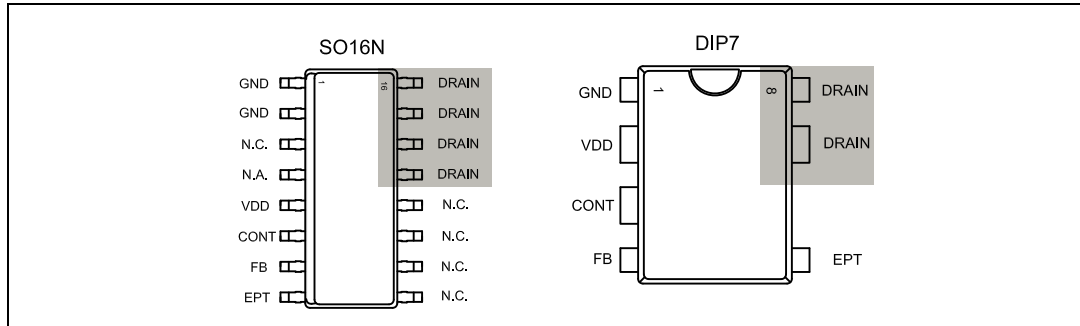 SO16N
GND 1 16 DRAIN
GND DRAIN
N.C. DRAIN
N.A. DRAIN
VDD N.C.
CONT N.C.
FB N.C.
EPT N.C.
DIP7
GND 1 8 DRAIN
VDD DRAIN
CONT
FB EPT